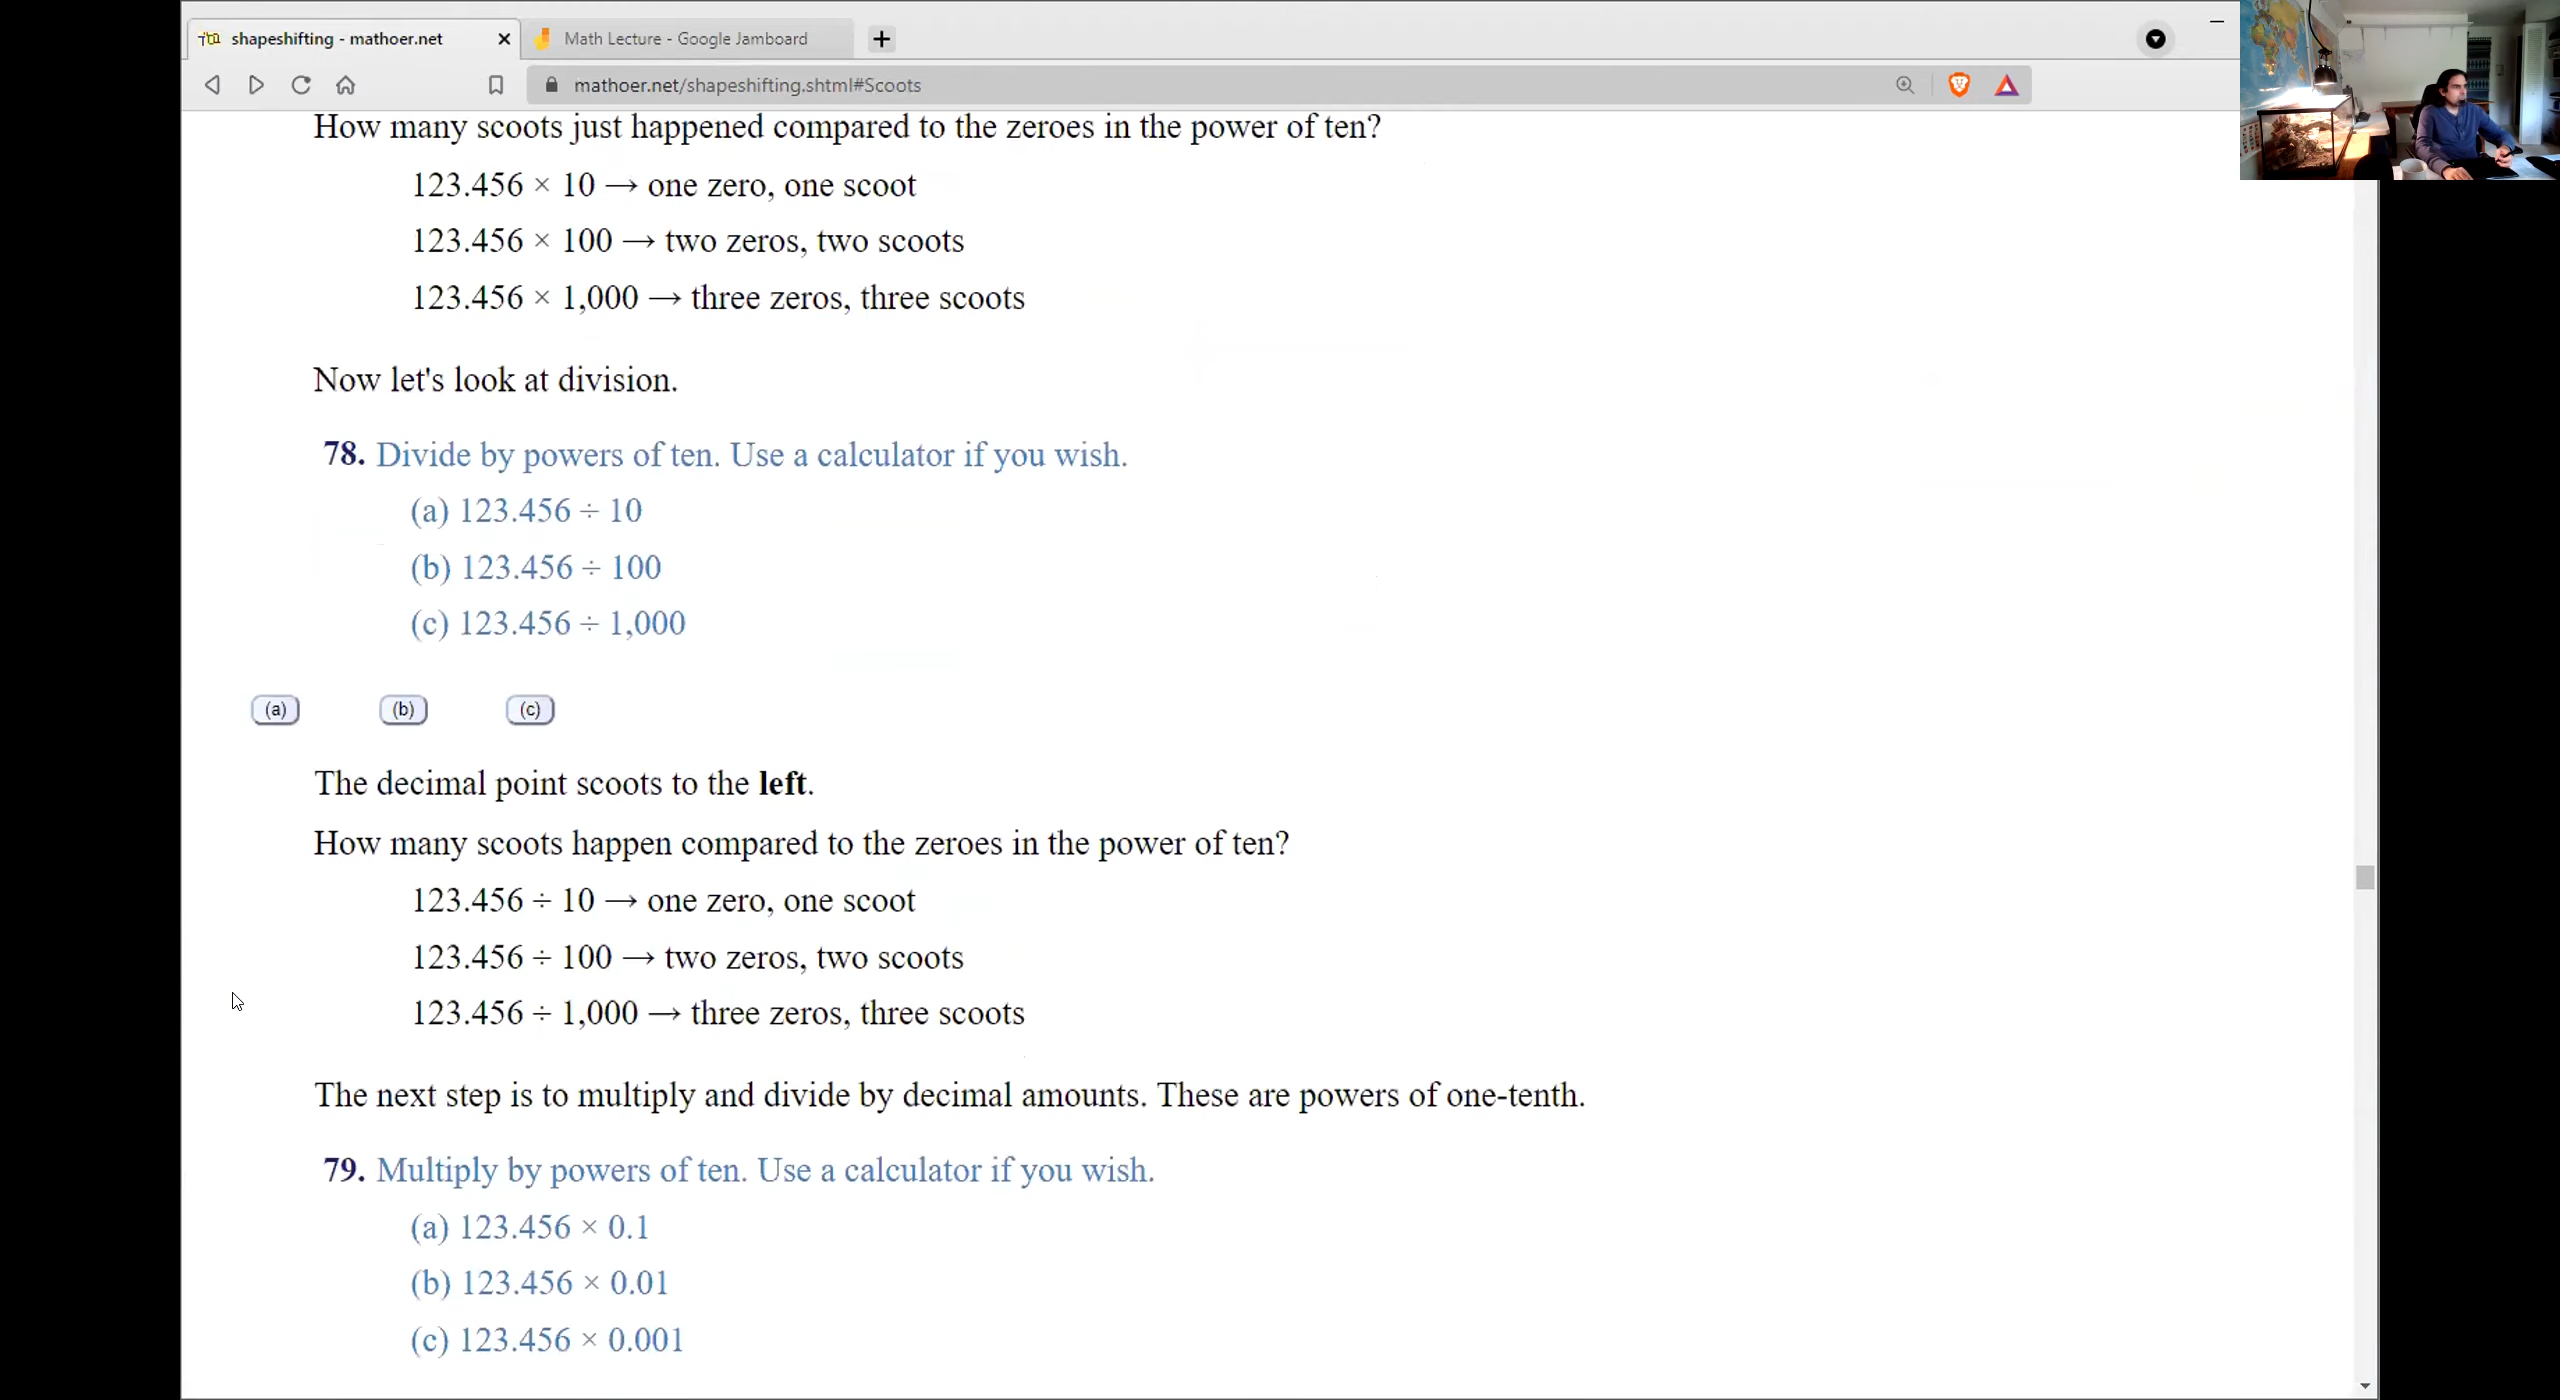 shapeshifting - mathoer.net
Math Lecture - Google Jamboard
mathoer.net/shapeshifting.shtml#Scoots
How many scoots just happened compared to the zeroes in the power of ten?
123.456 × 10 → one zero, one scoot
123.456 × 100 → two zeros, two scoots
123.456 × 1,000 → three zeros, three scoots
Now let's look at division.
78. Divide by powers of ten. Use a calculator if you wish.
(a) 123.456 ÷ 10
(b) 123.456 ÷ 100
(c) 123.456 ÷ 1,000
(a) (b) (c)
The decimal point scoots to the left.
How many scoots happen compared to the zeroes in the power of ten?
123.456 ÷ 10 → one zero, one scoot
123.456 ÷ 100 → two zeros, two scoots
123.456 ÷ 1,000 → three zeros, three scoots
The next step is to multiply and divide by decimal amounts. These are powers of one-tenth.
79. Multiply by powers of ten. Use a calculator if you wish.
(a) 123.456 × 0.1
(b) 123.456 × 0.01
(c) 123.456 × 0.001